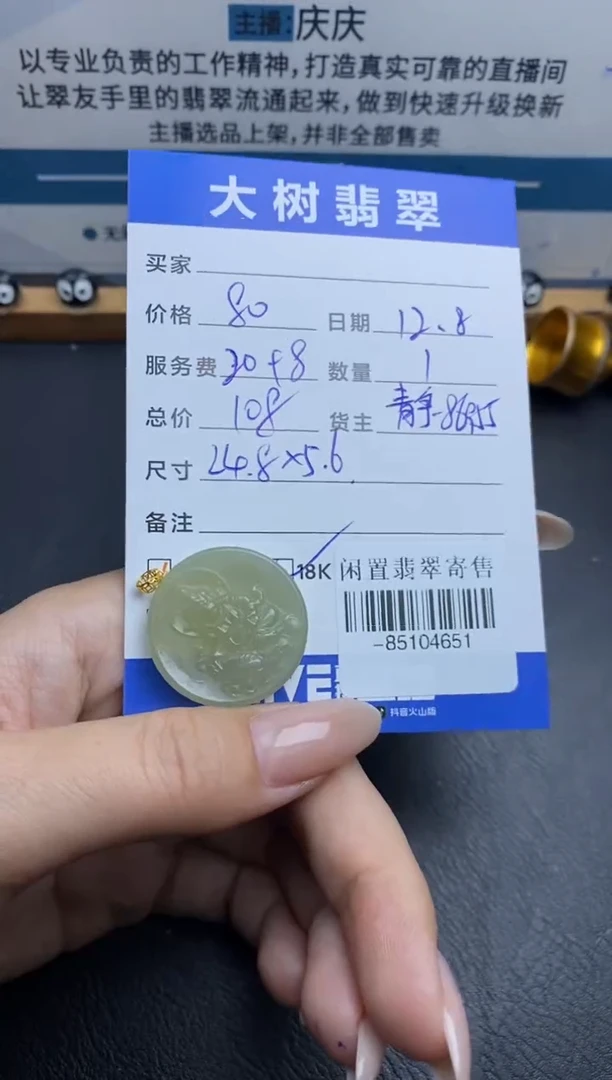 主播:庆庆
以专业负责的工作精神,打造真实可靠的直播间
让翠友手里的翡翠流通起来,做到快速升级换新
主播选品上架,并非全部售卖
大树翡翠
买家
价格 80 日期 12.8
服务费 20+8 数量 1
总价 108 货主
尺寸 24.8×5.6
备注
18K 闲置翡翠寄售
-85104651
抖音火山版